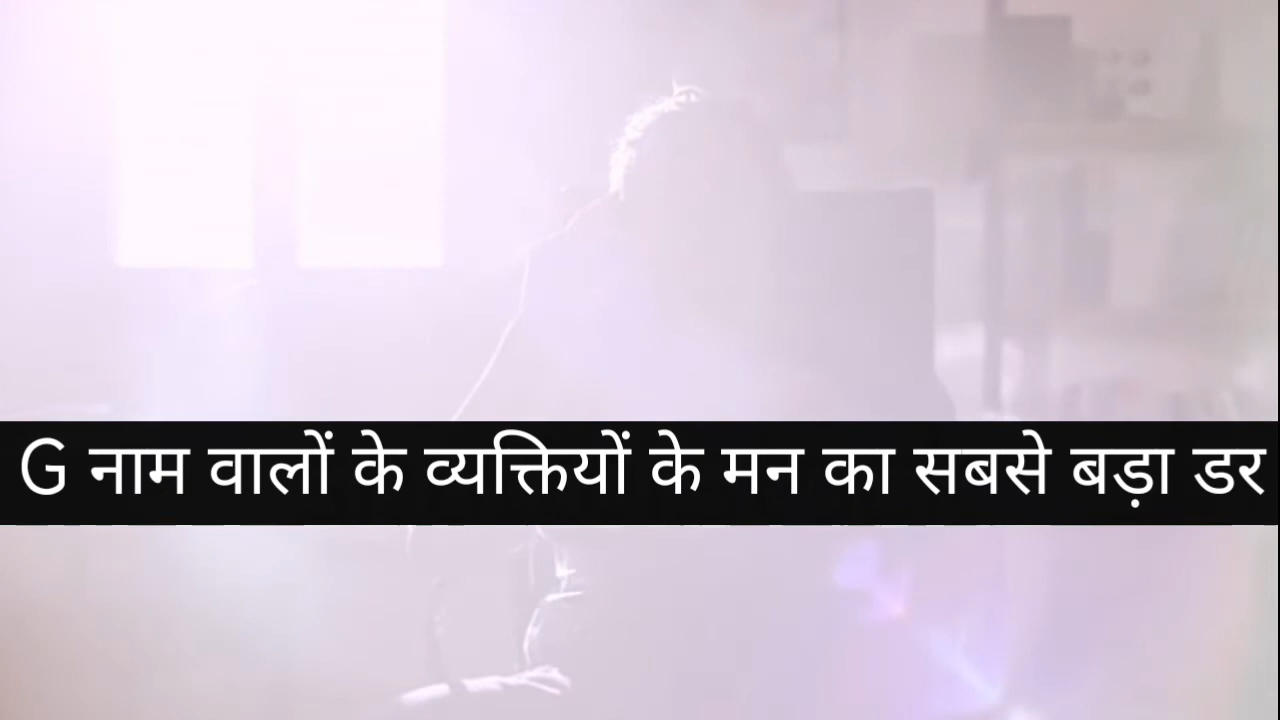 G नाम वालों के व्यक्तियों के मन का सबसे बड़ा डर